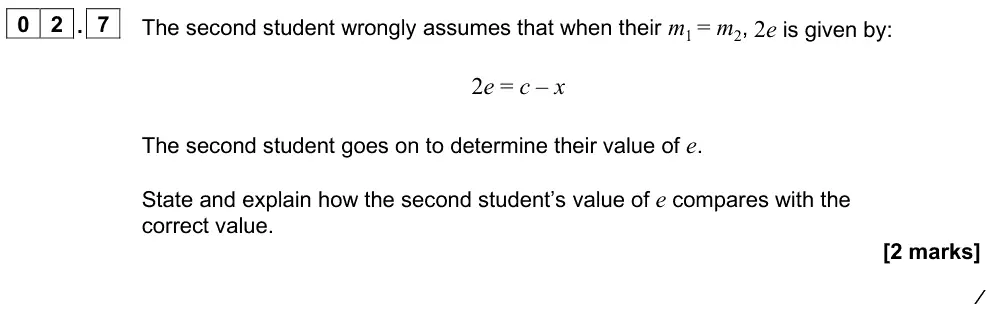 0 2 . 7 The second student wrongly assumes that when their m₁ = m₂, 2e is given by:
2e = c – x
The second student goes on to determine their value of e.
State and explain how the second student's value of e compares with the
correct value.
[2 marks]
/